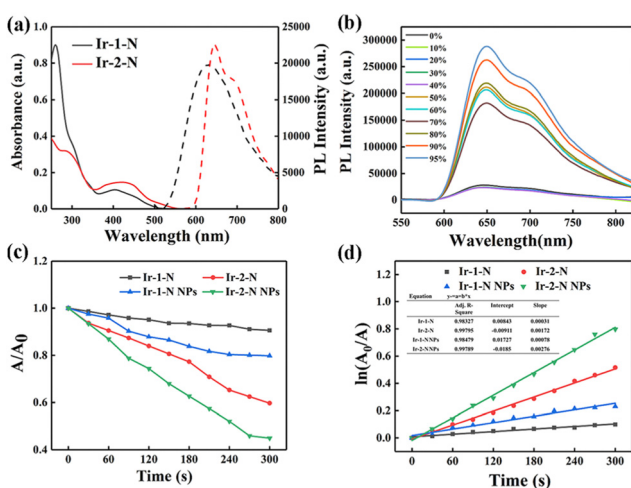 (a)
Ir-1-N
Ir-2-N
Absorbance (a.u.)
1.0
0.8
0.6
0.4
0.2
0.0
300 400 500 600 700 800
Wavelength (nm)
25000
20000
15000
10000
5000
0
PL Intensity (a.u.)
(b)
0%
10%
20%
30%
40%
50%
60%
70%
80%
90%
95%
PL Intensity (a.u.)
300000
250000
200000
150000
100000
50000
0
550 600 650 700 750 800
Wavelength(nm)
(c)
Ir-1-N Ir-2-N
Ir-1-N NPs Ir-2-N NPs
A/A0
1.2
1.0
0.8
0.6
0.4
0 60 120 180 240 300
Time (s)
(d)
Ir-1-N Ir-2-N
Ir-1-N NPs Ir-2-N NPs
Equation y=a+b*x
Adj. R-Square Intercept Slope
Ir-1-N 0.98327 0.00843 0.00031
Ir-2-N 0.99795 -0.00911 0.00172
Ir-1-NNPs 0.98479 0.01727 0.00078
Ir-2-NNPs 0.99789 -0.0185 0.00276
ln(A0/A)
1.4
1.2
1.0
0.8
0.6
0.4
0.2
0.0
0 60 120 180 240 300
Time (s)